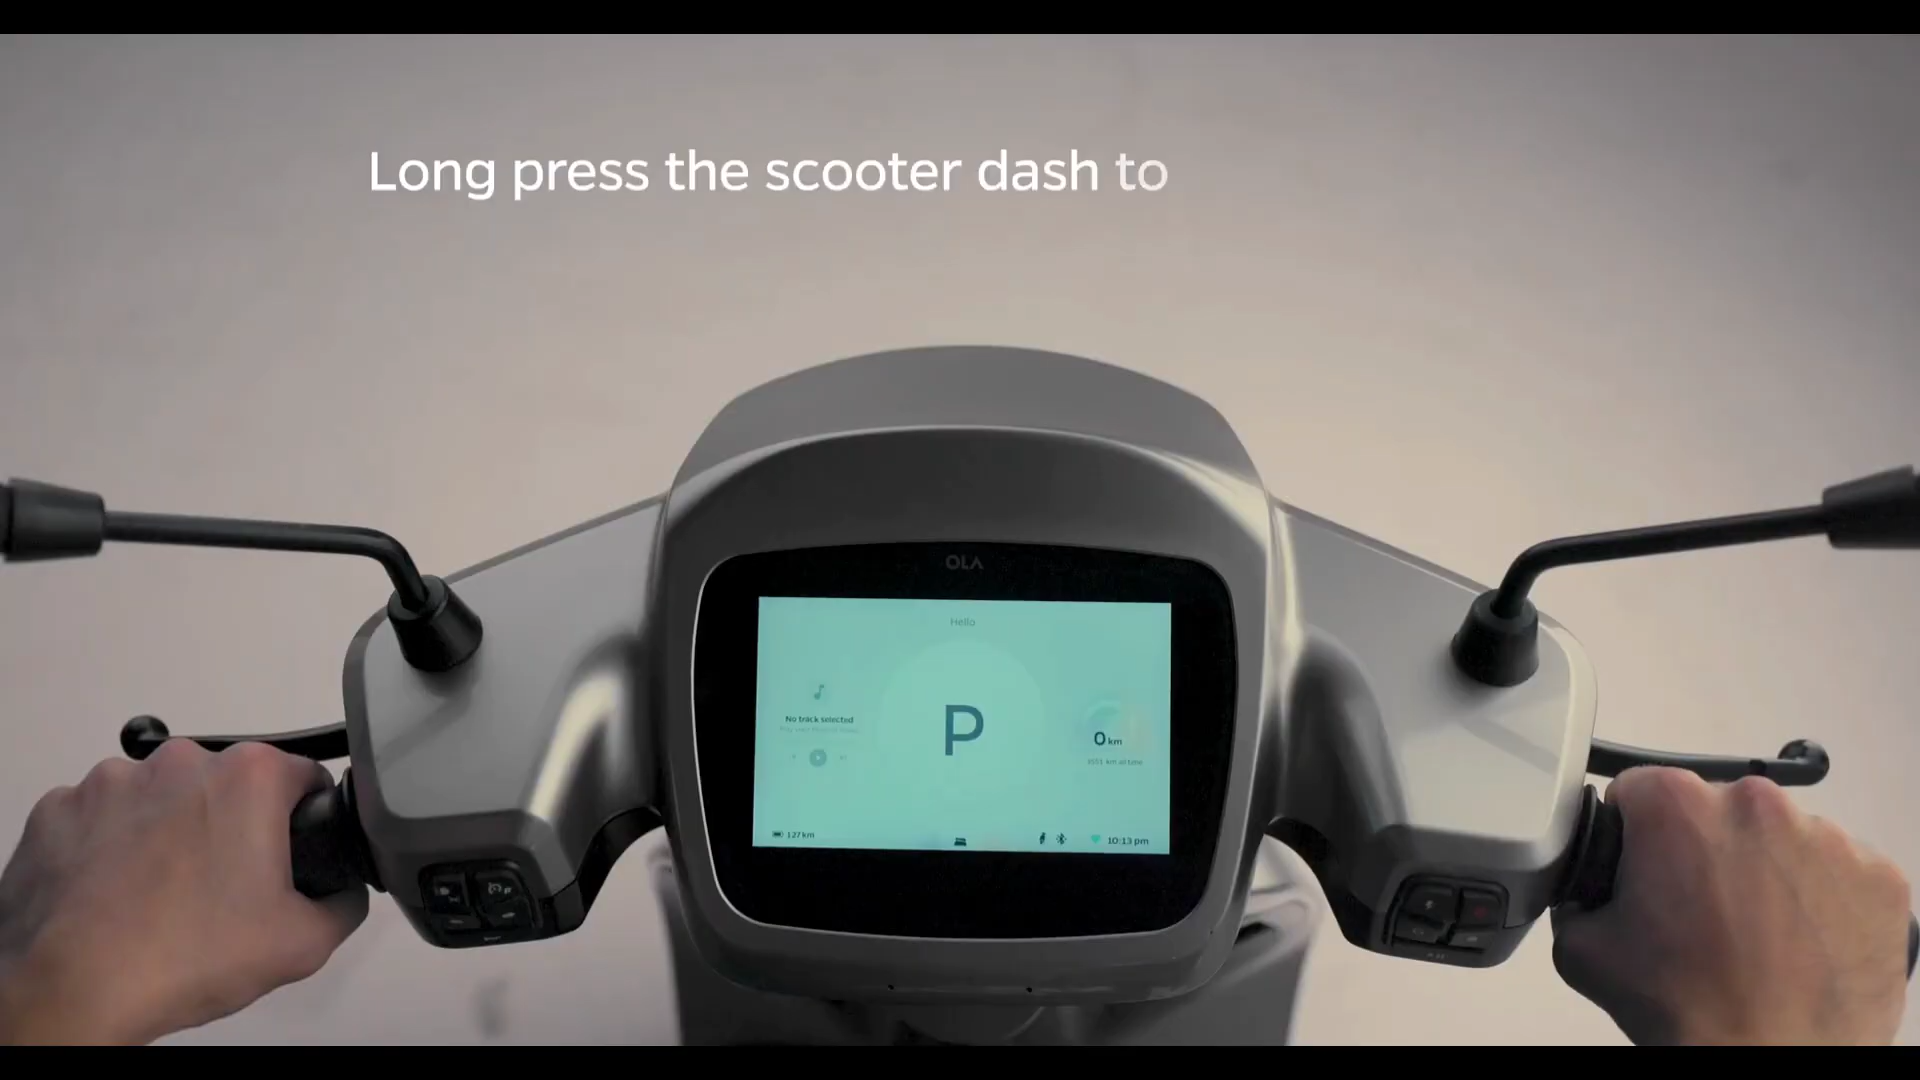 Long press the scooter dash to
OLA
Hello
No track selected
P
0 km
127 km
10:13 pm